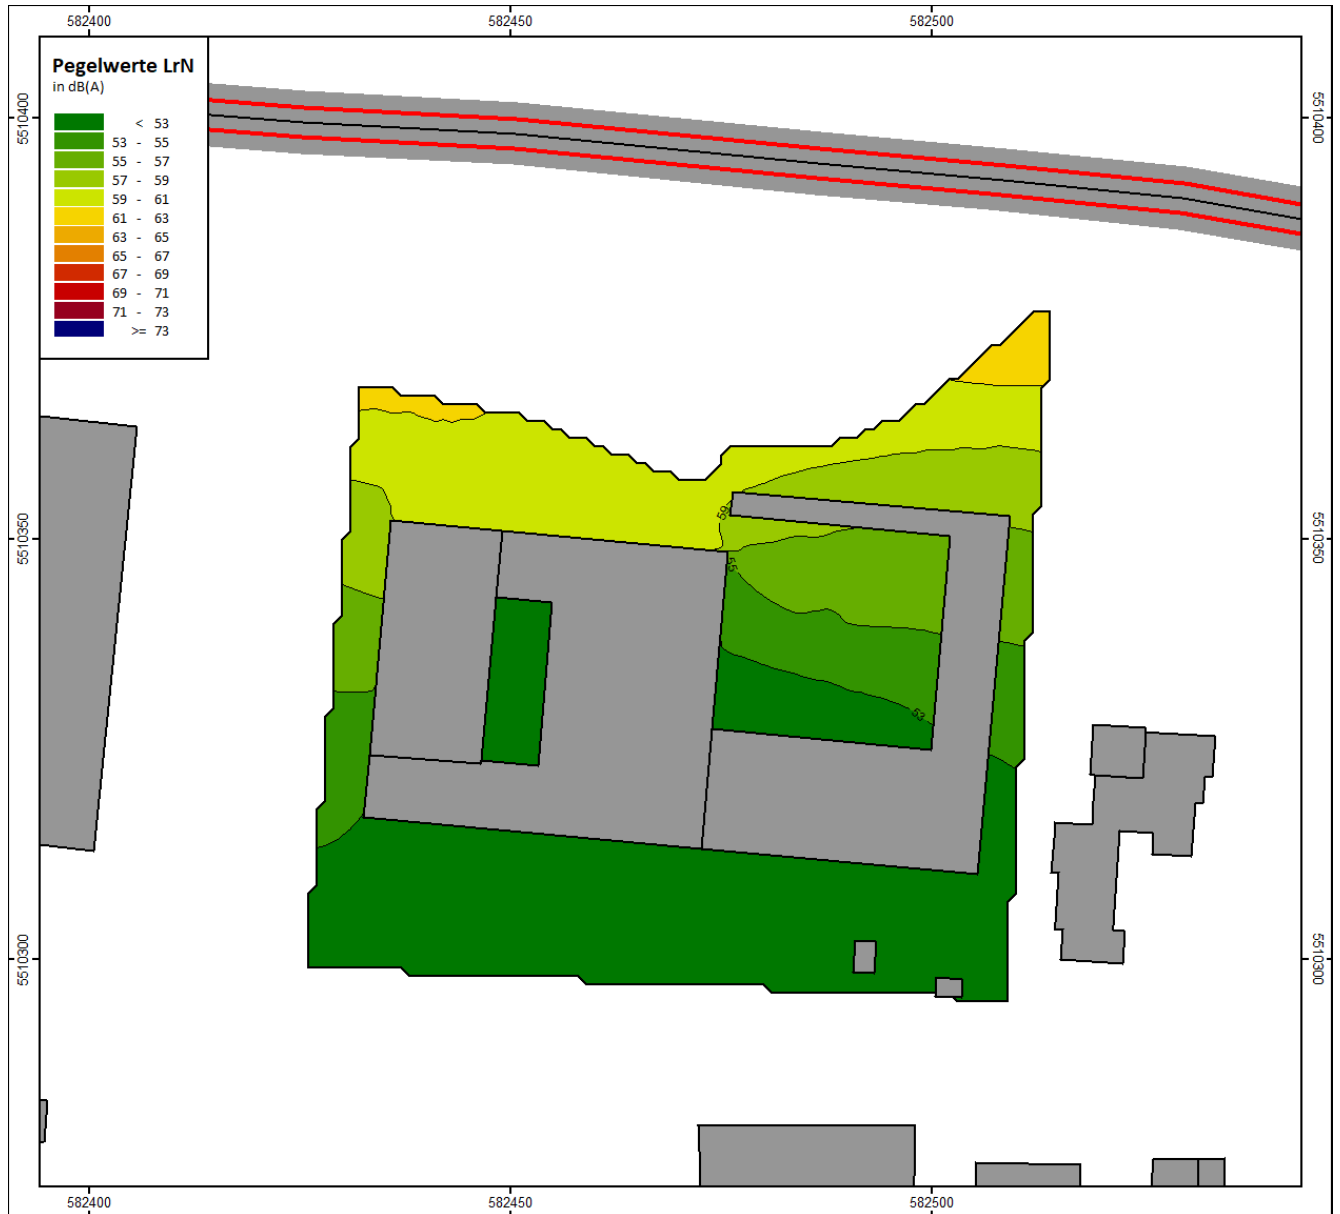 582400 582450 582500
Pegelwerte LrN
in dB(A)
< 53
53 - 55
55 - 57
57 - 59
59 - 61
61 - 63
63 - 65
65 - 67
67 - 69
69 - 71
71 - 73
>= 73
5510400 5510400
59
5510350 5510350
55
53
5510300 5510300
582400 582450 582500